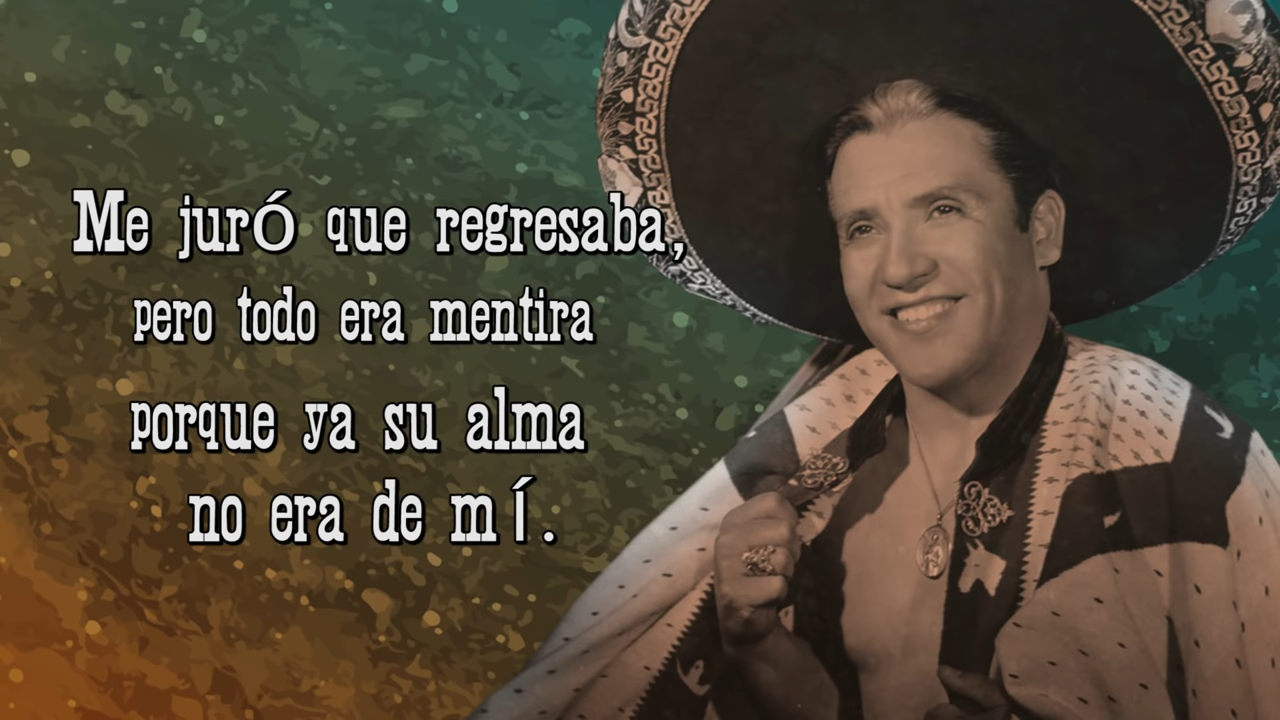 Me juró que regresaba,
pero todo era mentira
porque ya su alma
no era de mí.